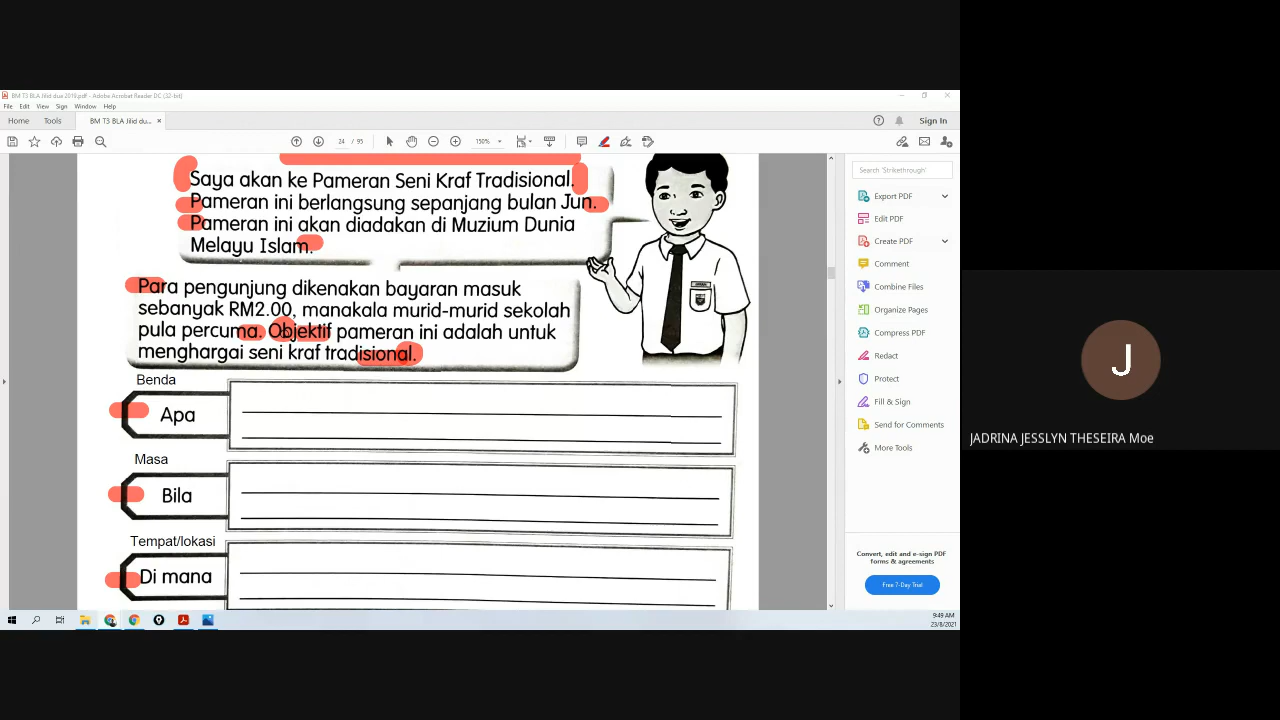 BM T3 BLA Jilid dua 2019.pdf - Adobe Acrobat Reader DC (32-bit)
File Edit View Sign Window Help
Home Tools BM T3 BLA Jilid du... × Sign In
24 / 95 150%
Saya akan ke Pameran Seni Kraf Tradisional.
Pameran ini berlangsung sepanjang bulan Jun.
Pameran ini akan diadakan di Muzium Dunia
Melayu Islam.
Para pengunjung dikenakan bayaran masuk
sebanyak RM2.00, manakala murid-murid sekolah
pula percuma. Objektif pameran ini adalah untuk
menghargai seni kraf tradisional.
Benda
Apa
Masa
Bila
Tempat/lokasi
Di mana
Search 'Strikethrough'
Export PDF
Edit PDF
Create PDF
Comment
Combine Files
Organize Pages
Compress PDF
Redact
Protect
Fill & Sign
Send for Comments
More Tools
Convert, edit and e-sign PDF
forms & agreements
Free 7-Day Trial
9:49 AM
23/8/2021
J
JADRINA JESSLYN THESEIRA Moe